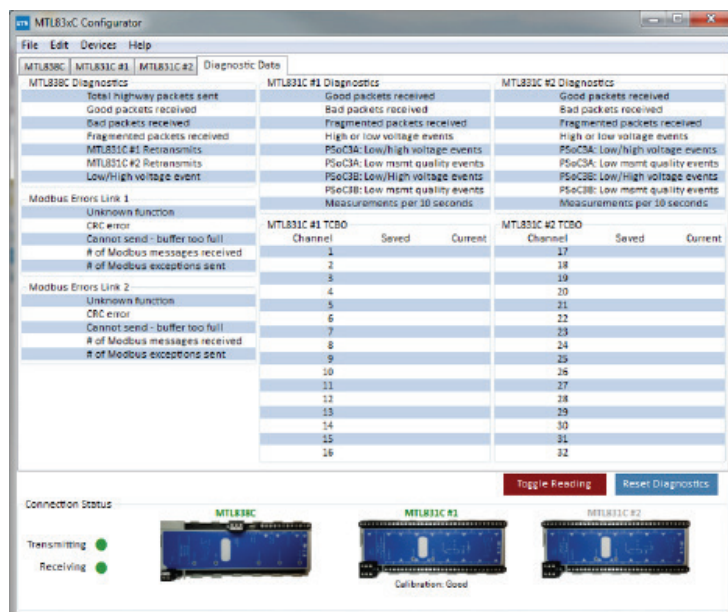 MTL83xC Configurator
File Edit Devices Help
MTL838C MTL831C #1 MTL831C #2 Diagnostic Data
MTL838C Diagnostics
Total highway packets sent
Good packets received
Bad packets received
Fragmented packets received
MTL831C #1 Retransmits
MTL831C #2 Retransmits
Low/High voltage event
Modbus Errors Link 1
Unknown function
CRC error
Cannot send - buffer too full
# of Modbus messages received
# of Modbus exceptions sent
Modbus Errors Link 2
Unknown function
CRC error
Cannot send - buffer too full
# of Modbus messages received
# of Modbus exceptions sent
MTL831C #1 Diagnostics
Good packets received
Bad packets received
Fragmented packets received
High or low voltage events
PSoC3A: Low/high voltage events
PSoC3A: Low msmt quality events
PSoC3B: Low/High voltage events
PSoC3B: Low msmt quality events
Measurements per 10 seconds
MTL831C #1 TCBO
Channel Saved Current
1
2
3
4
5
6
7
8
9
10
11
12
13
14
15
16
MTL831C #2 Diagnostics
Good packets received
Bad packets received
Fragmented packets received
High or low voltage events
PSoC3A: Low/high voltage events
PSoC3A: Low msmt quality events
PSoC3B: Low/High voltage events
PSoC3B: Low msmt quality events
Measurements per 10 seconds
MTL831C #2 TCBO
Channel Saved Current
17
18
19
20
21
22
23
24
25
26
27
28
29
30
31
32
Toggle Reading Reset Diagnostics
Connection Status
MTL838C MTL831C #1 MTL831C #2
Transmitting
Receiving
Calibration: Good